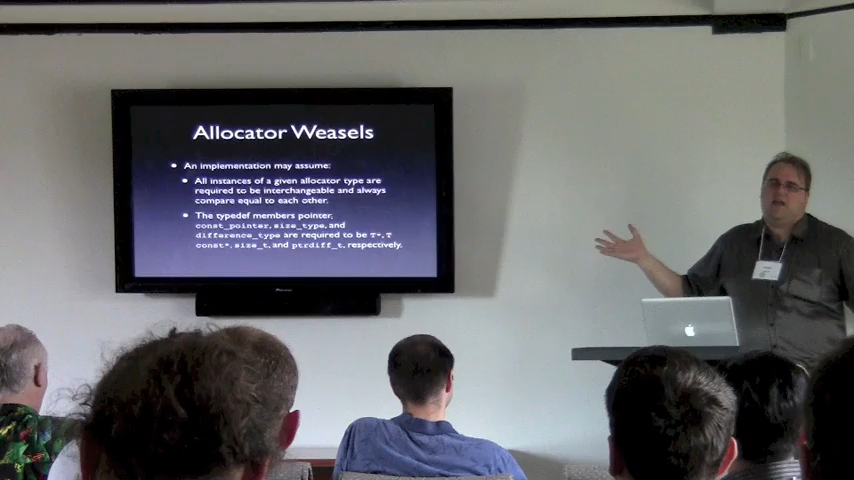 Allocator Weasels
• An implementation may assume:
• All instances of a given allocator type are
required to be interchangeable and always
compare equal to each other.
• The typedef members pointer,
const_pointer, size_type, and
difference_type are required to be T*, T
const*, size_t, and ptrdiff_t, respectively.